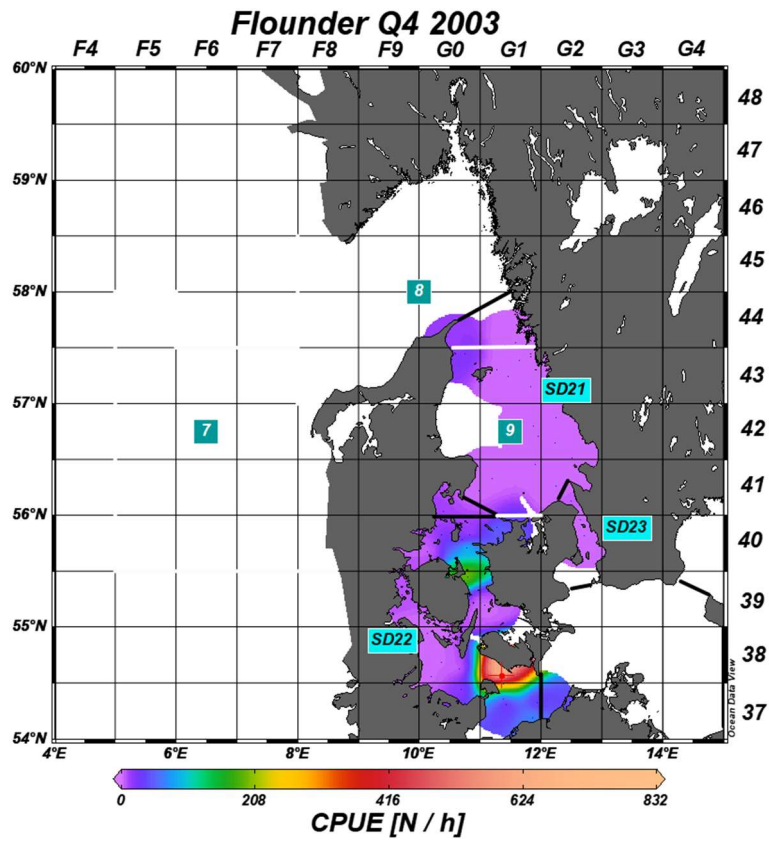 Flounder Q4 2003
F4 F5 F6 F7 F8 F9 G0 G1 G2 G3 G4
60°N
48
47
59°N
46
45
58°N
8
44
43
SD21
57°N
7
9
42
41
56°N
SD23
40
39
55°N
SD22
38
37
Ocean Data View
54°N
4°E 6°E 8°E 10°E 12°E 14°E
0 208 416 624 832
CPUE [N / h]